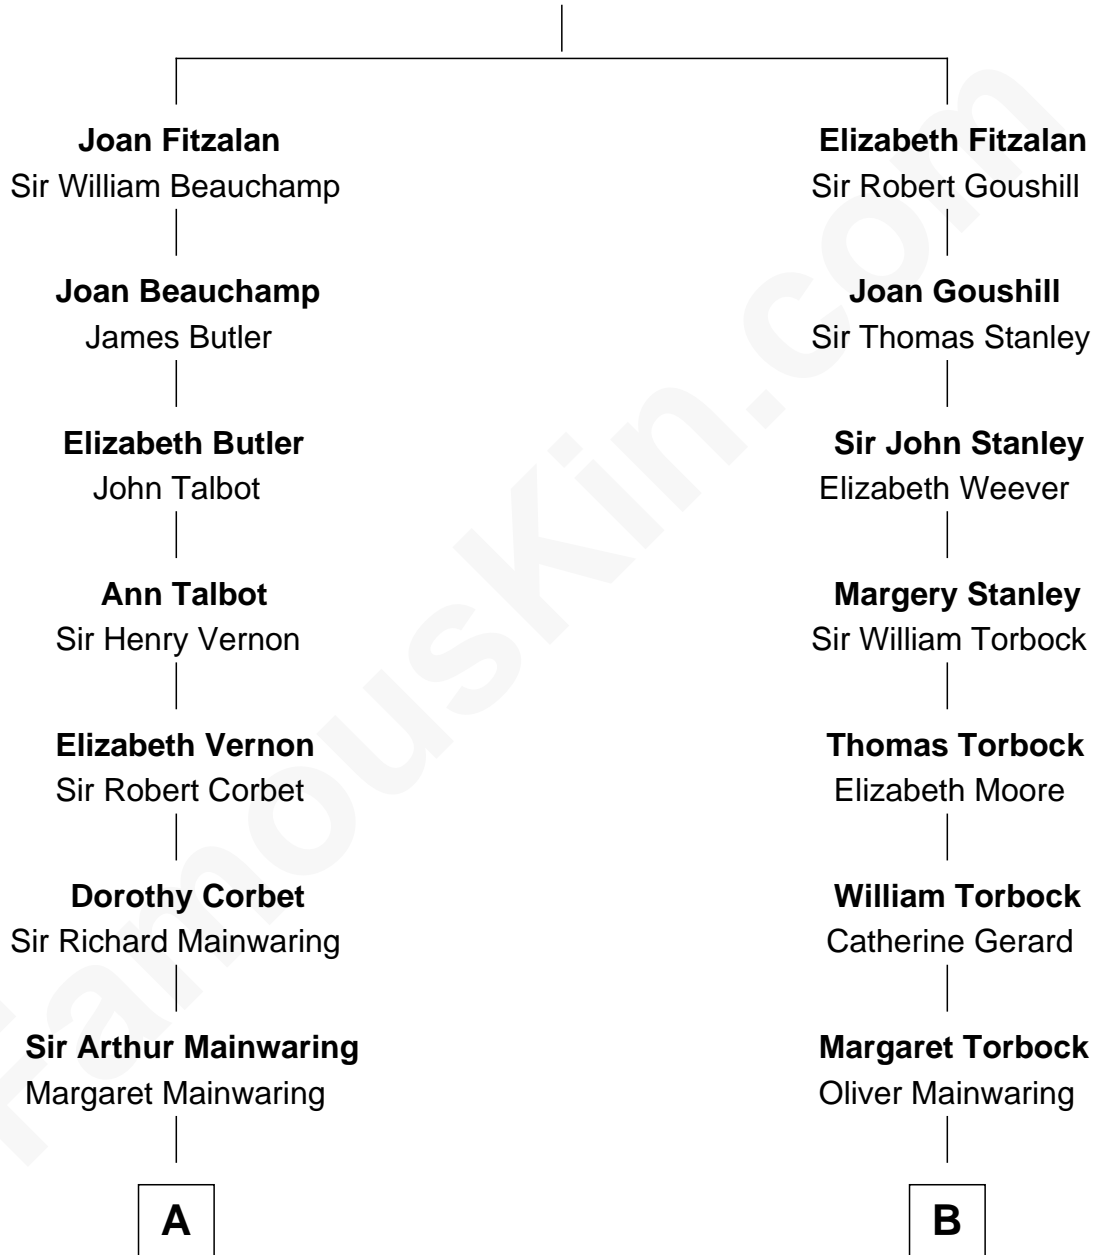 Joan Fitzalan
Sir William Beauchamp
Joan Beauchamp
James Butler
Elizabeth Butler
John Talbot
Ann Talbot
Sir Henry Vernon
Elizabeth Vernon
Sir Robert Corbet
Dorothy Corbet
Sir Richard Mainwaring
Sir Arthur Mainwaring
Margaret Mainwaring
A
Elizabeth Fitzalan
Sir Robert Goushill
Joan Goushill
Sir Thomas Stanley
Sir John Stanley
Elizabeth Weever
Margery Stanley
Sir William Torbock
Thomas Torbock
Elizabeth Moore
William Torbock
Catherine Gerard
Margaret Torbock
Oliver Mainwaring
B
FamousKin.com